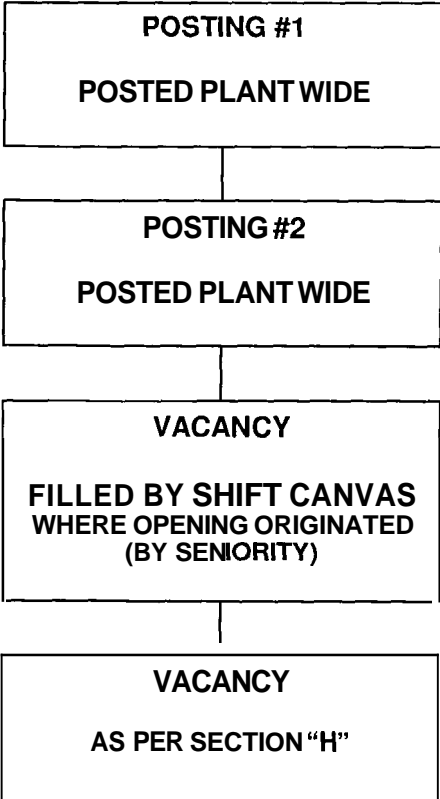 POSTING #1
POSTED PLANT WIDE
POSTING #2
POSTED PLANT WIDE
VACANCY
FILLED BY SHIFT CANVAS
WHERE OPENING ORIGINATED
(BY SENIORITY)
VACANCY
AS PER SECTION "H"